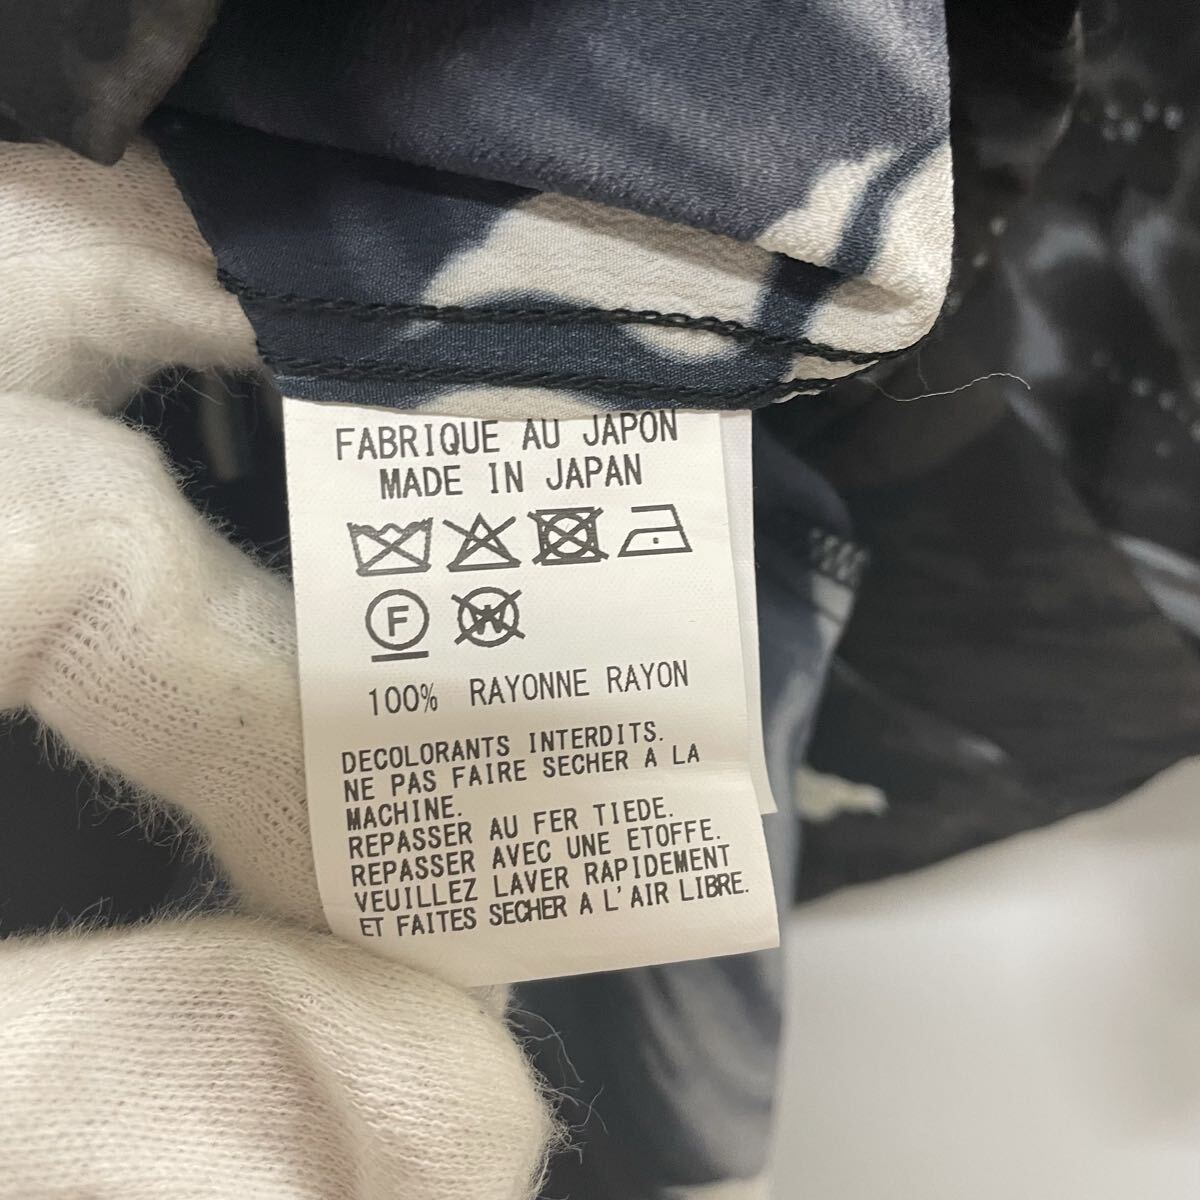 FABRIQUE AU JAPON
MADE IN JAPAN
F
W
100% RAYONNE RAYON
DECOLORANTS INTERDITS.
NE PAS FAIRE SECHER A LA
MACHINE.
REPASSER AU FER TIEDE.
REPASSER AVEC UNE ETOFFE.
VEUILLEZ LAVER RAPIDEMENT
ET FAITES SECHER A L'AIR LIBRE.